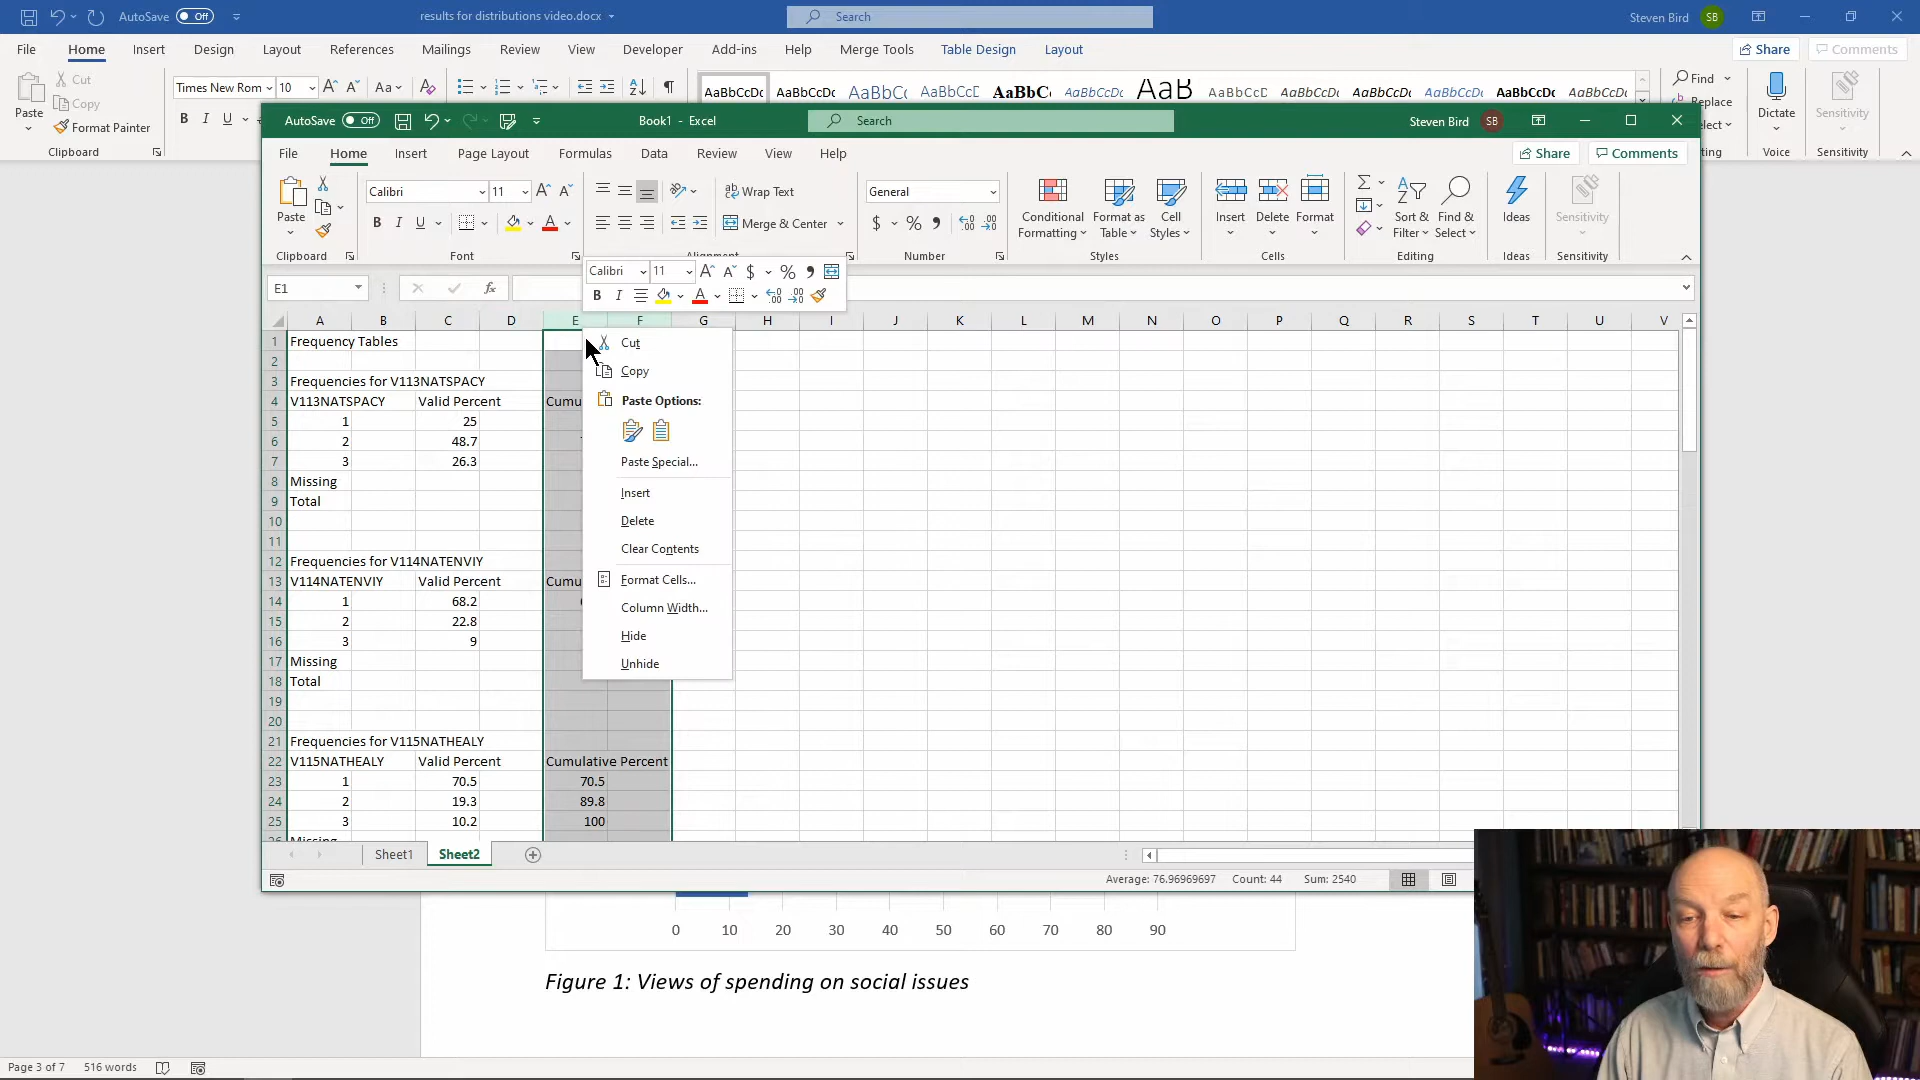 AutoSave Off results for distributions video.docx Search Steven Bird SB
File Home Insert Design Layout References Mailings Review View Developer Add-ins Help Merge Tools Table Design Layout Share Comments
Paste Cut Copy Format Painter Clipboard
Times New Rom 10 Aa
B I U
AaBbCcDc AaBbCcDc AaBbCc AaBbCcD AaBbC AaBbCcD AaB AaBbCcD AaBbCcDc AaBbCcDc AaBbCcDc AaBbCcDc AaBbCcDc
Find Replace
Dictate Voice
Sensitivity Sensitivity
AutoSave Off Book1 - Excel Search Steven Bird SB
File Home Insert Page Layout Formulas Data Review View Help Share Comments
Paste Clipboard
Calibri 11
B I U
Font
Wrap Text
Merge & Center
General
$ %
Number
Conditional Formatting
Format as Table
Cell Styles
Styles
Insert Delete Format
Cells
Sort & Filter
Find & Select
Editing
Ideas
Ideas
Sensitivity
Sensitivity
Calibri 11 $ %
B I
E1 fx
A B C D E F G H I J K L M N O P Q R S T U V
1 Frequency Tables
2
3 Frequencies for V113NATSPACY
4 V113NATSPACY Valid Percent
5 1 25
6 2 48.7
7 3 26.3
8 Missing
9 Total
10
11
12 Frequencies for V114NATENVIY
13 V114NATENVIY Valid Percent
14 1 68.2
15 2 22.8
16 3 9
17 Missing
18 Total
19
20
21 Frequencies for V115NATHEALY
22 V115NATHEALY Valid Percent Cumulative Percent
23 1 70.5 70.5
24 2 19.3 89.8
25 3 10.2 100
Cut
Copy
Paste Options:
Paste Special...
Insert
Delete
Clear Contents
Format Cells...
Column Width...
Hide
Unhide
Sheet1 Sheet2
Average: 76.96969697 Count: 44 Sum: 2540
0 10 20 30 40 50 60 70 80 90
Figure 1: Views of spending on social issues
Page 3 of 7 516 words